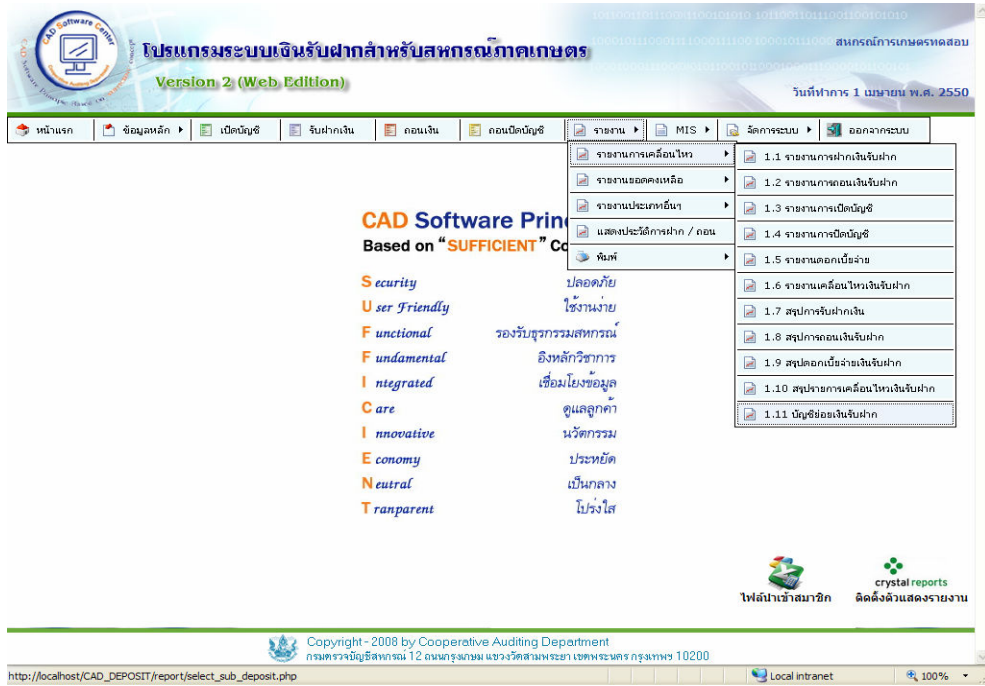 CAD Software Center
โปรแกรมระบบเงินรับฝากสำหรับสหกรณ์ภาคเกษตร
Version 2 (Web Edition)
สหกรณ์การเกษตรทดสอบ
วันที่ทำการ 1 เมษายน พ.ศ. 2550
หน้าแรก ข้อมูลหลัก เปิดบัญชี รับฝากเงิน ถอนเงิน ถอนปิดบัญชี รายงาน MIS จัดการระบบ ออกจากระบบ
รายงานการเคลื่อนไหว
รายงานยอดคงเหลือ
รายงานประเภทอื่นๆ
แสดงประวัติการฝาก / ถอน
พิมพ์
1.1 รายงานการฝากเงินรับฝาก
1.2 รายงานการถอนเงินรับฝาก
1.3 รายงานการเปิดบัญชี
1.4 รายงานการปิดบัญชี
1.5 รายงานดอกเบี้ยจ่าย
1.6 รายงานเคลื่อนไหวเงินรับฝาก
1.7 สรุปการรับฝากเงิน
1.8 สรุปการถอนเงินรับฝาก
1.9 สรุปดอกเบี้ยจ่ายเงินรับฝาก
1.10 สรุปรายการเคลื่อนไหวเงินรับฝาก
1.11 บัญชีย่อยเงินรับฝาก
CAD Software Prin
Based on "SUFFICIENT" Co
Security ปลอดภัย
User Friendly ใช้งานง่าย
Functional รองรับธุรกรรมสหกรณ์
Fundamental อิงหลักวิชาการ
Integrated เชื่อมโยงข้อมูล
Care ดูแลลูกค้า
Innovative นวัตกรรม
Economy ประหยัด
Neutral เป็นกลาง
Tranparent โปร่งใส
ไฟล์นำเข้าสมาชิก
crystal reports
ติดตั้งตัวแสดงรายงาน
Copyright - 2008 by Cooperative Auditing Department
กรมตรวจบัญชีสหกรณ์ 12 ถนนกรุงเกษม แขวงวัดสามพระยา เขตพระนคร กรุงเทพฯ 10200
http://localhost/CAD_DEPOSIT/report/select_sub_deposit.php
Local intranet
100%